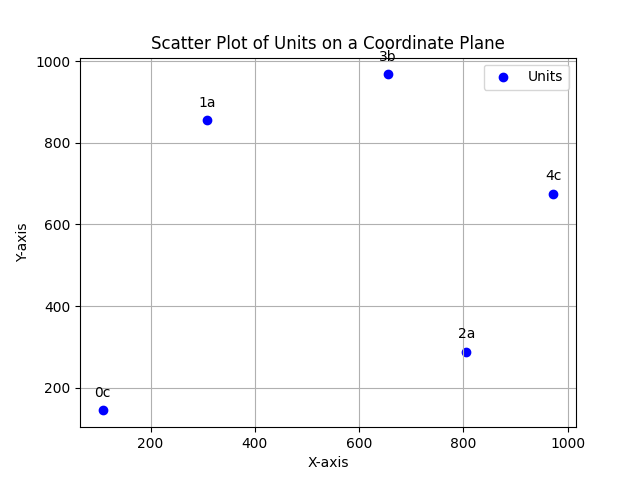 Scatter Plot of Units on a Coordinate Plane
Units
3b
1a
4c
2a
0c
1000
800
600
400
200
Y-axis
200 400 600 800 1000
X-axis